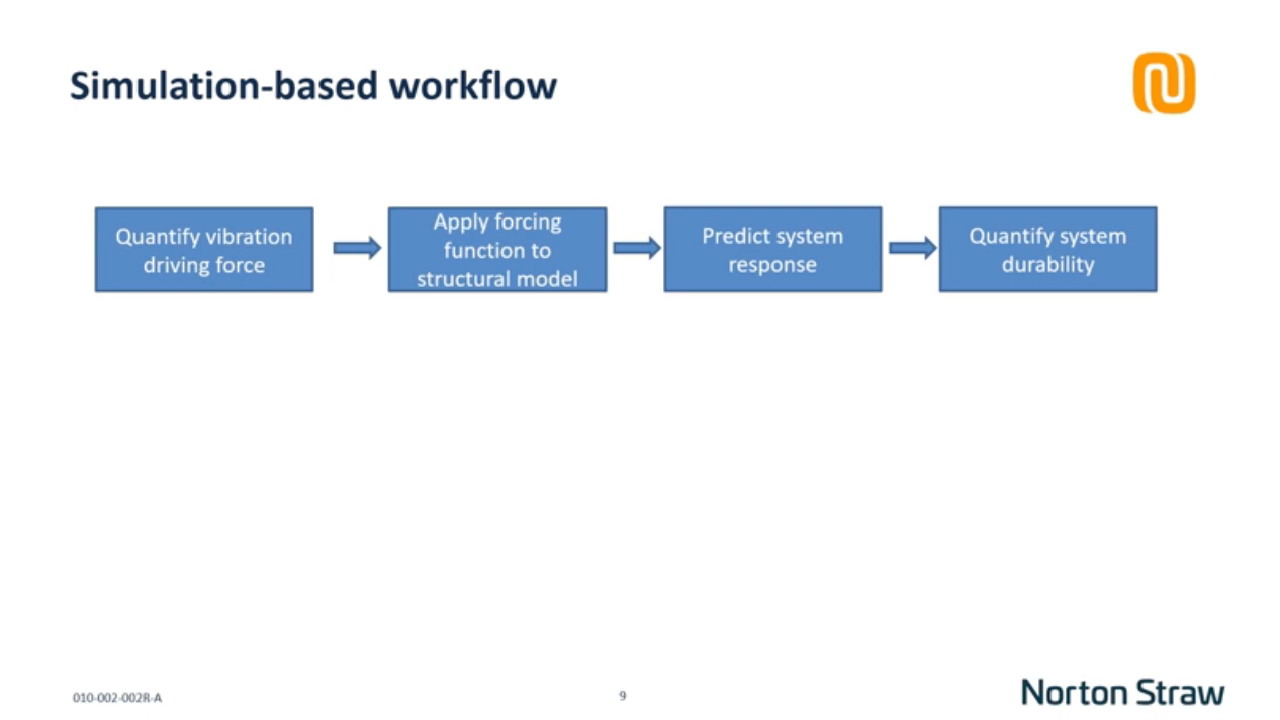 Simulation-based workflow
Quantify vibration
driving force
Apply forcing
function to
structural model
Predict system
response
Quantify system
durability
010-002-002R-A
9
Norton Straw